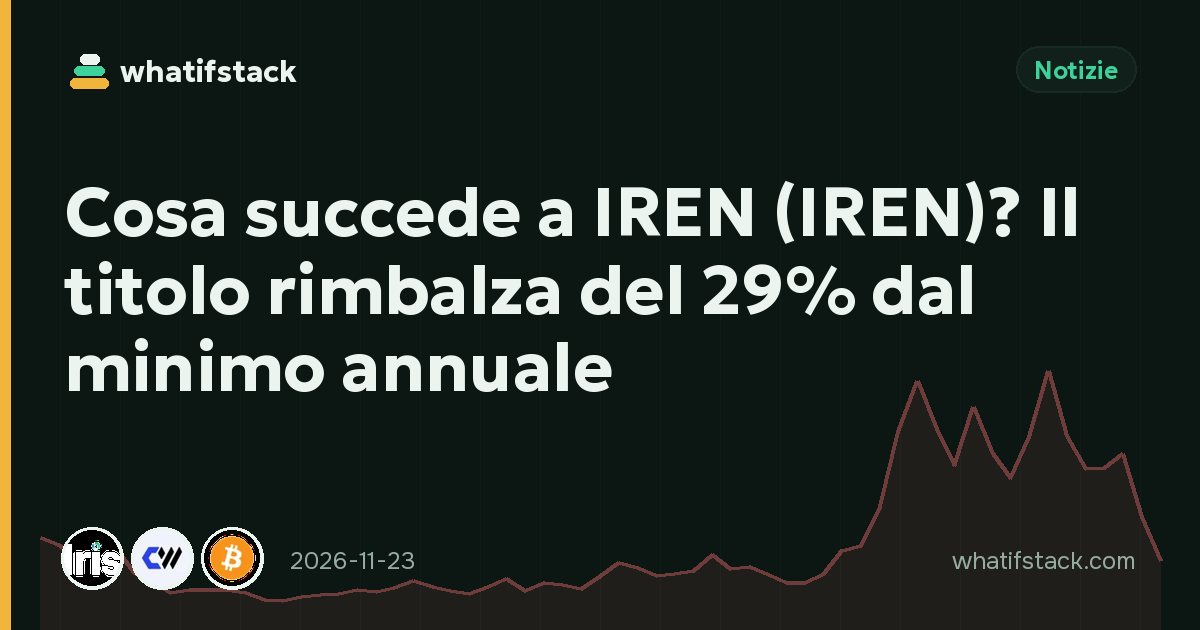 whatifstack
Notizie
Cosa succede a IREN (IREN)? Il
titolo rimbalza del 29% dal
minimo annuale
Iris
2026-11-23
whatifstack.com